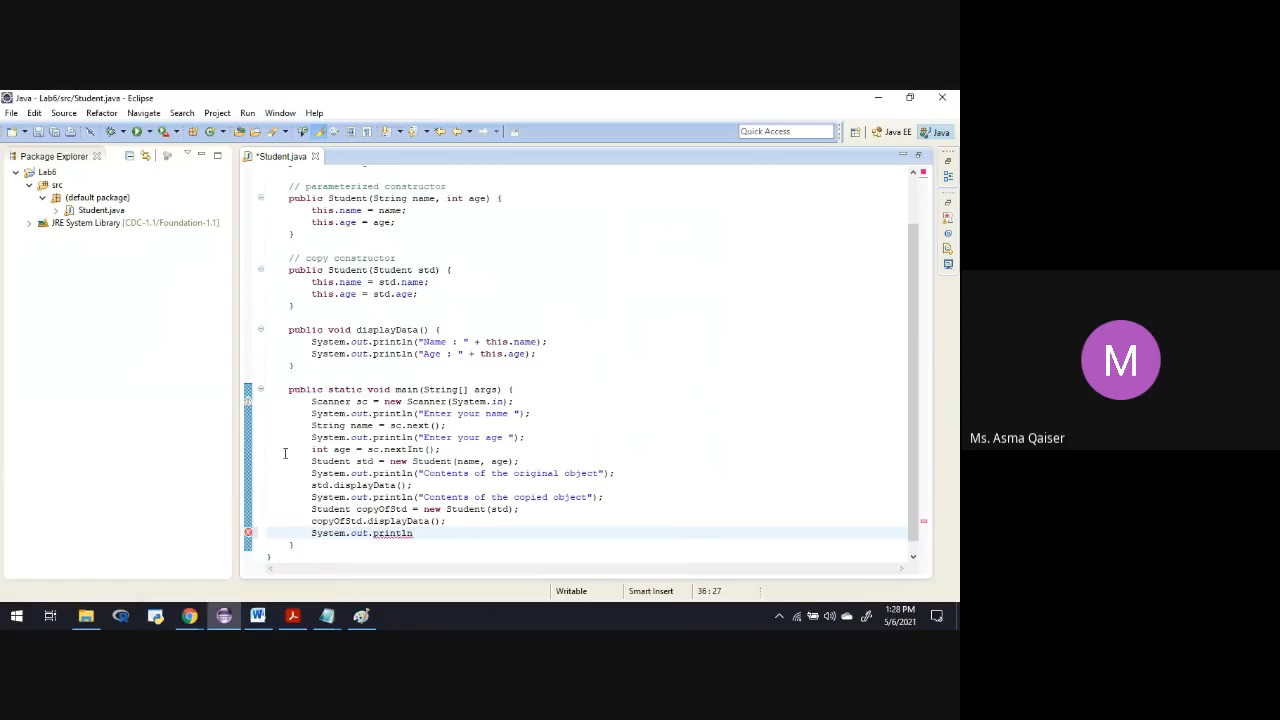 Java - Lab6/src/Student.java - Eclipse
File Edit Source Refactor Navigate Search Project Run Window Help
Quick Access Java EE Java
Package Explorer
*Student.java
Lab6
src
(default package)
Student.java
JRE System Library [CDC-1.1/Foundation-1.1]
// parameterized constructor
public Student(String name, int age) {
this.name = name;
this.age = age;
}
// copy constructor
public Student(Student std) {
this.name = std.name;
this.age = std.age;
}
public void displayData() {
System.out.println("Name : " + this.name);
System.out.println("Age : " + this.age);
}
public static void main(String[] args) {
Scanner sc = new Scanner(System.in);
System.out.println("Enter your name ");
String name = sc.next();
System.out.println("Enter your age ");
int age = sc.nextInt();
Student std = new Student(name, age);
System.out.println("Contents of the original object");
std.displayData();
System.out.println("Contents of the copied object");
Student copyOfStd = new Student(std);
copyOfStd.displayData();
System.out.println
}
}
Writable Smart Insert 36 : 27
1:28 PM
5/6/2021
M
Ms. Asma Qaiser